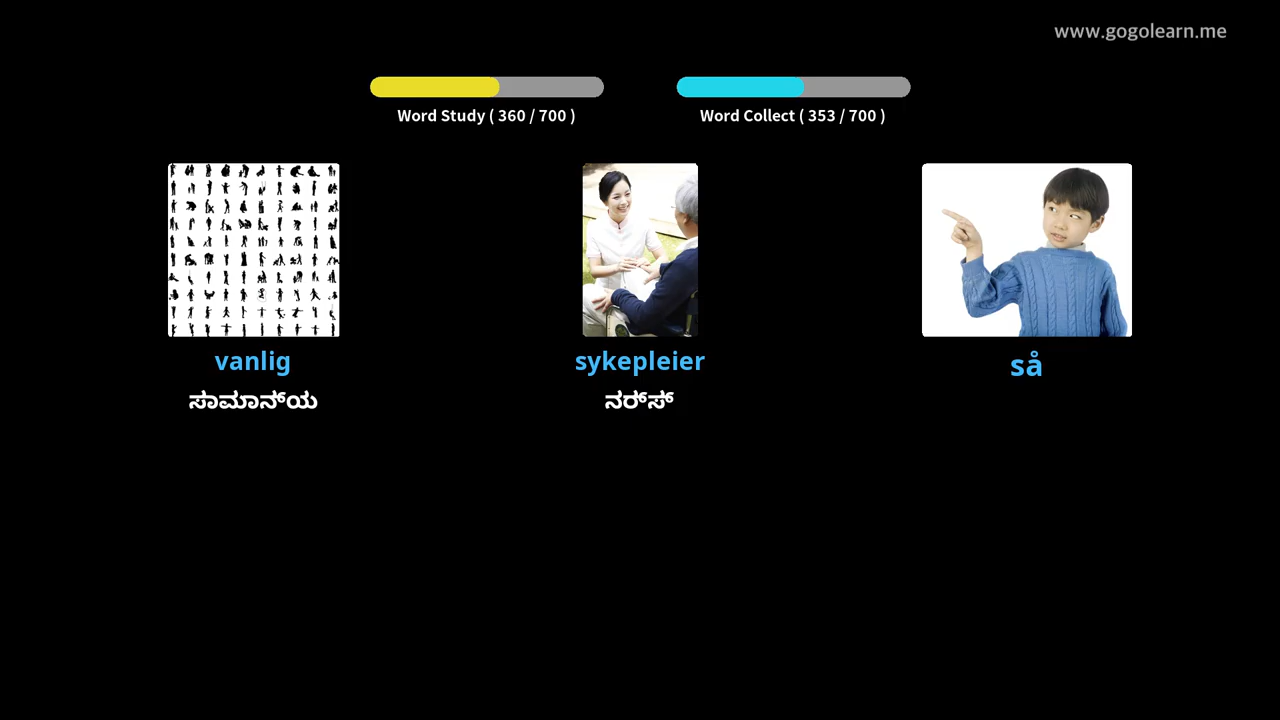 www.gogolearn.me
Word Study ( 360 / 700 )
Word Collect ( 353 / 700 )
vanlig
sykepleier
så
ಸಾಮಾನ್‌ಯ
ನರ್‌ಸ್